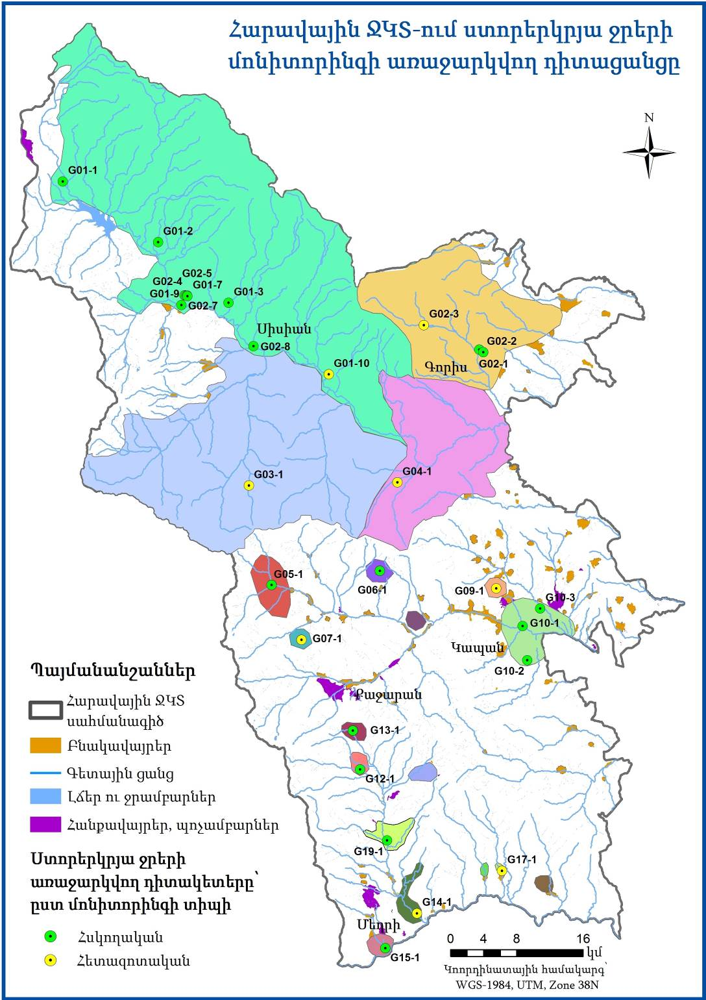 Հարավային ՋԿՏ-ում ստորերկրյա ջրերի
մոնիտորինգի առաջարկվող դիտացանցը
N
G01-1
G01-2
G02-5
G02-4
G01-7
G01-9
G01-3
G02-7
Սիսիան
G02-8
G01-10
G02-3
G02-2
G02-1
Գորիս
G03-1
G04-1
G05-1
G06-1
G09-1
G10-3
G10-1
G07-1
Կապան
G10-2
Քաջարան
G13-1
G12-1
G19-1
G17-1
G14-1
Մեղրի
G15-1
Պայմանանշաններ
Հարավային ՋԿՏ
սահմանագիծ
Բնակավայրեր
Գետային ցանց
Լճեր ու ջրամբարներ
Հանքավայրեր, պոչամբարներ
Ստորերկրյա ջրերի
առաջարկվող դիտակետերը՝
ըստ մոնիտորինգի տիպի
Հսկողական
Հետազոտական
0 4 8 16
կմ
Կոորդինատային համակարգ՝
WGS-1984, UTM, Zone 38N